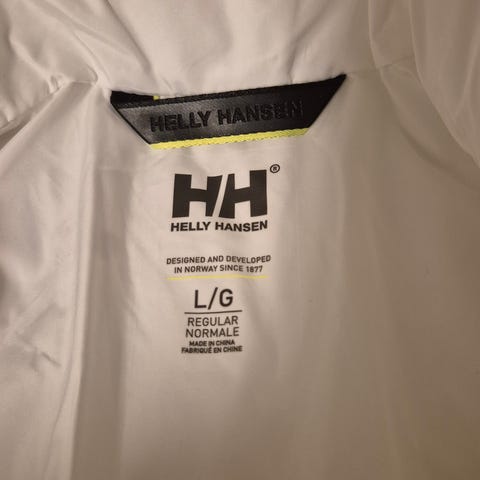 HELLY HANSEN
H/H®
HELLY HANSEN
DESIGNED AND DEVELOPED
IN NORWAY SINCE 1877
L/G
REGULAR
NORMALE
MADE IN CHINA
FABRIQUÉ EN CHINE